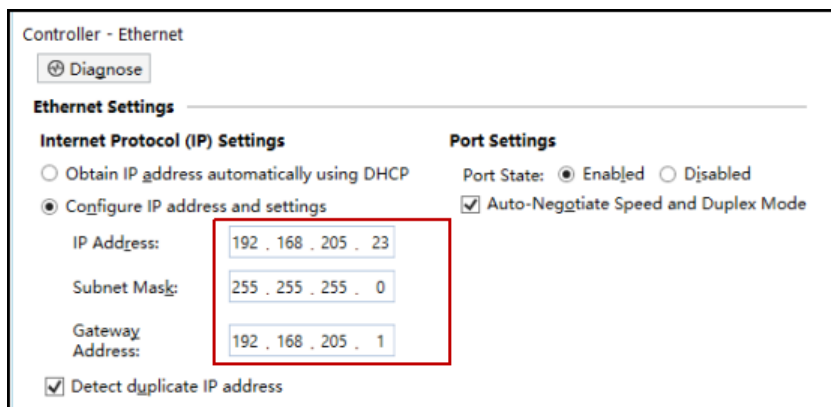 Controller - Ethernet
Diagnose
Ethernet Settings
Internet Protocol (IP) Settings
Obtain IP address automatically using DHCP
Configure IP address and settings
IP Address: 192 . 168 . 205 . 23
Subnet Mask: 255 . 255 . 255 . 0
Gateway
Address: 192 . 168 . 205 . 1
Detect duplicate IP address
Port Settings
Port State: Enabled Disabled
Auto-Negotiate Speed and Duplex Mode